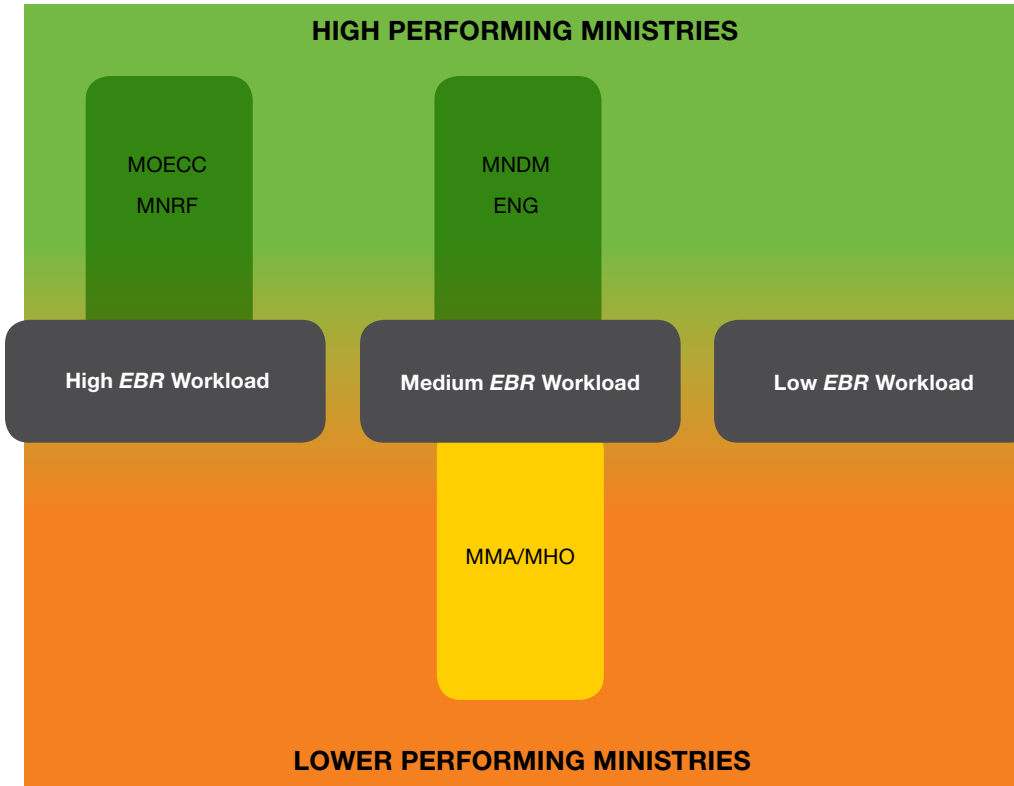 HIGH PERFORMING MINISTRIES
MOECC
MNRF
MNDM
ENG
High EBR Workload
Medium EBR Workload
Low EBR Workload
MMA/MHO
LOWER PERFORMING MINISTRIES